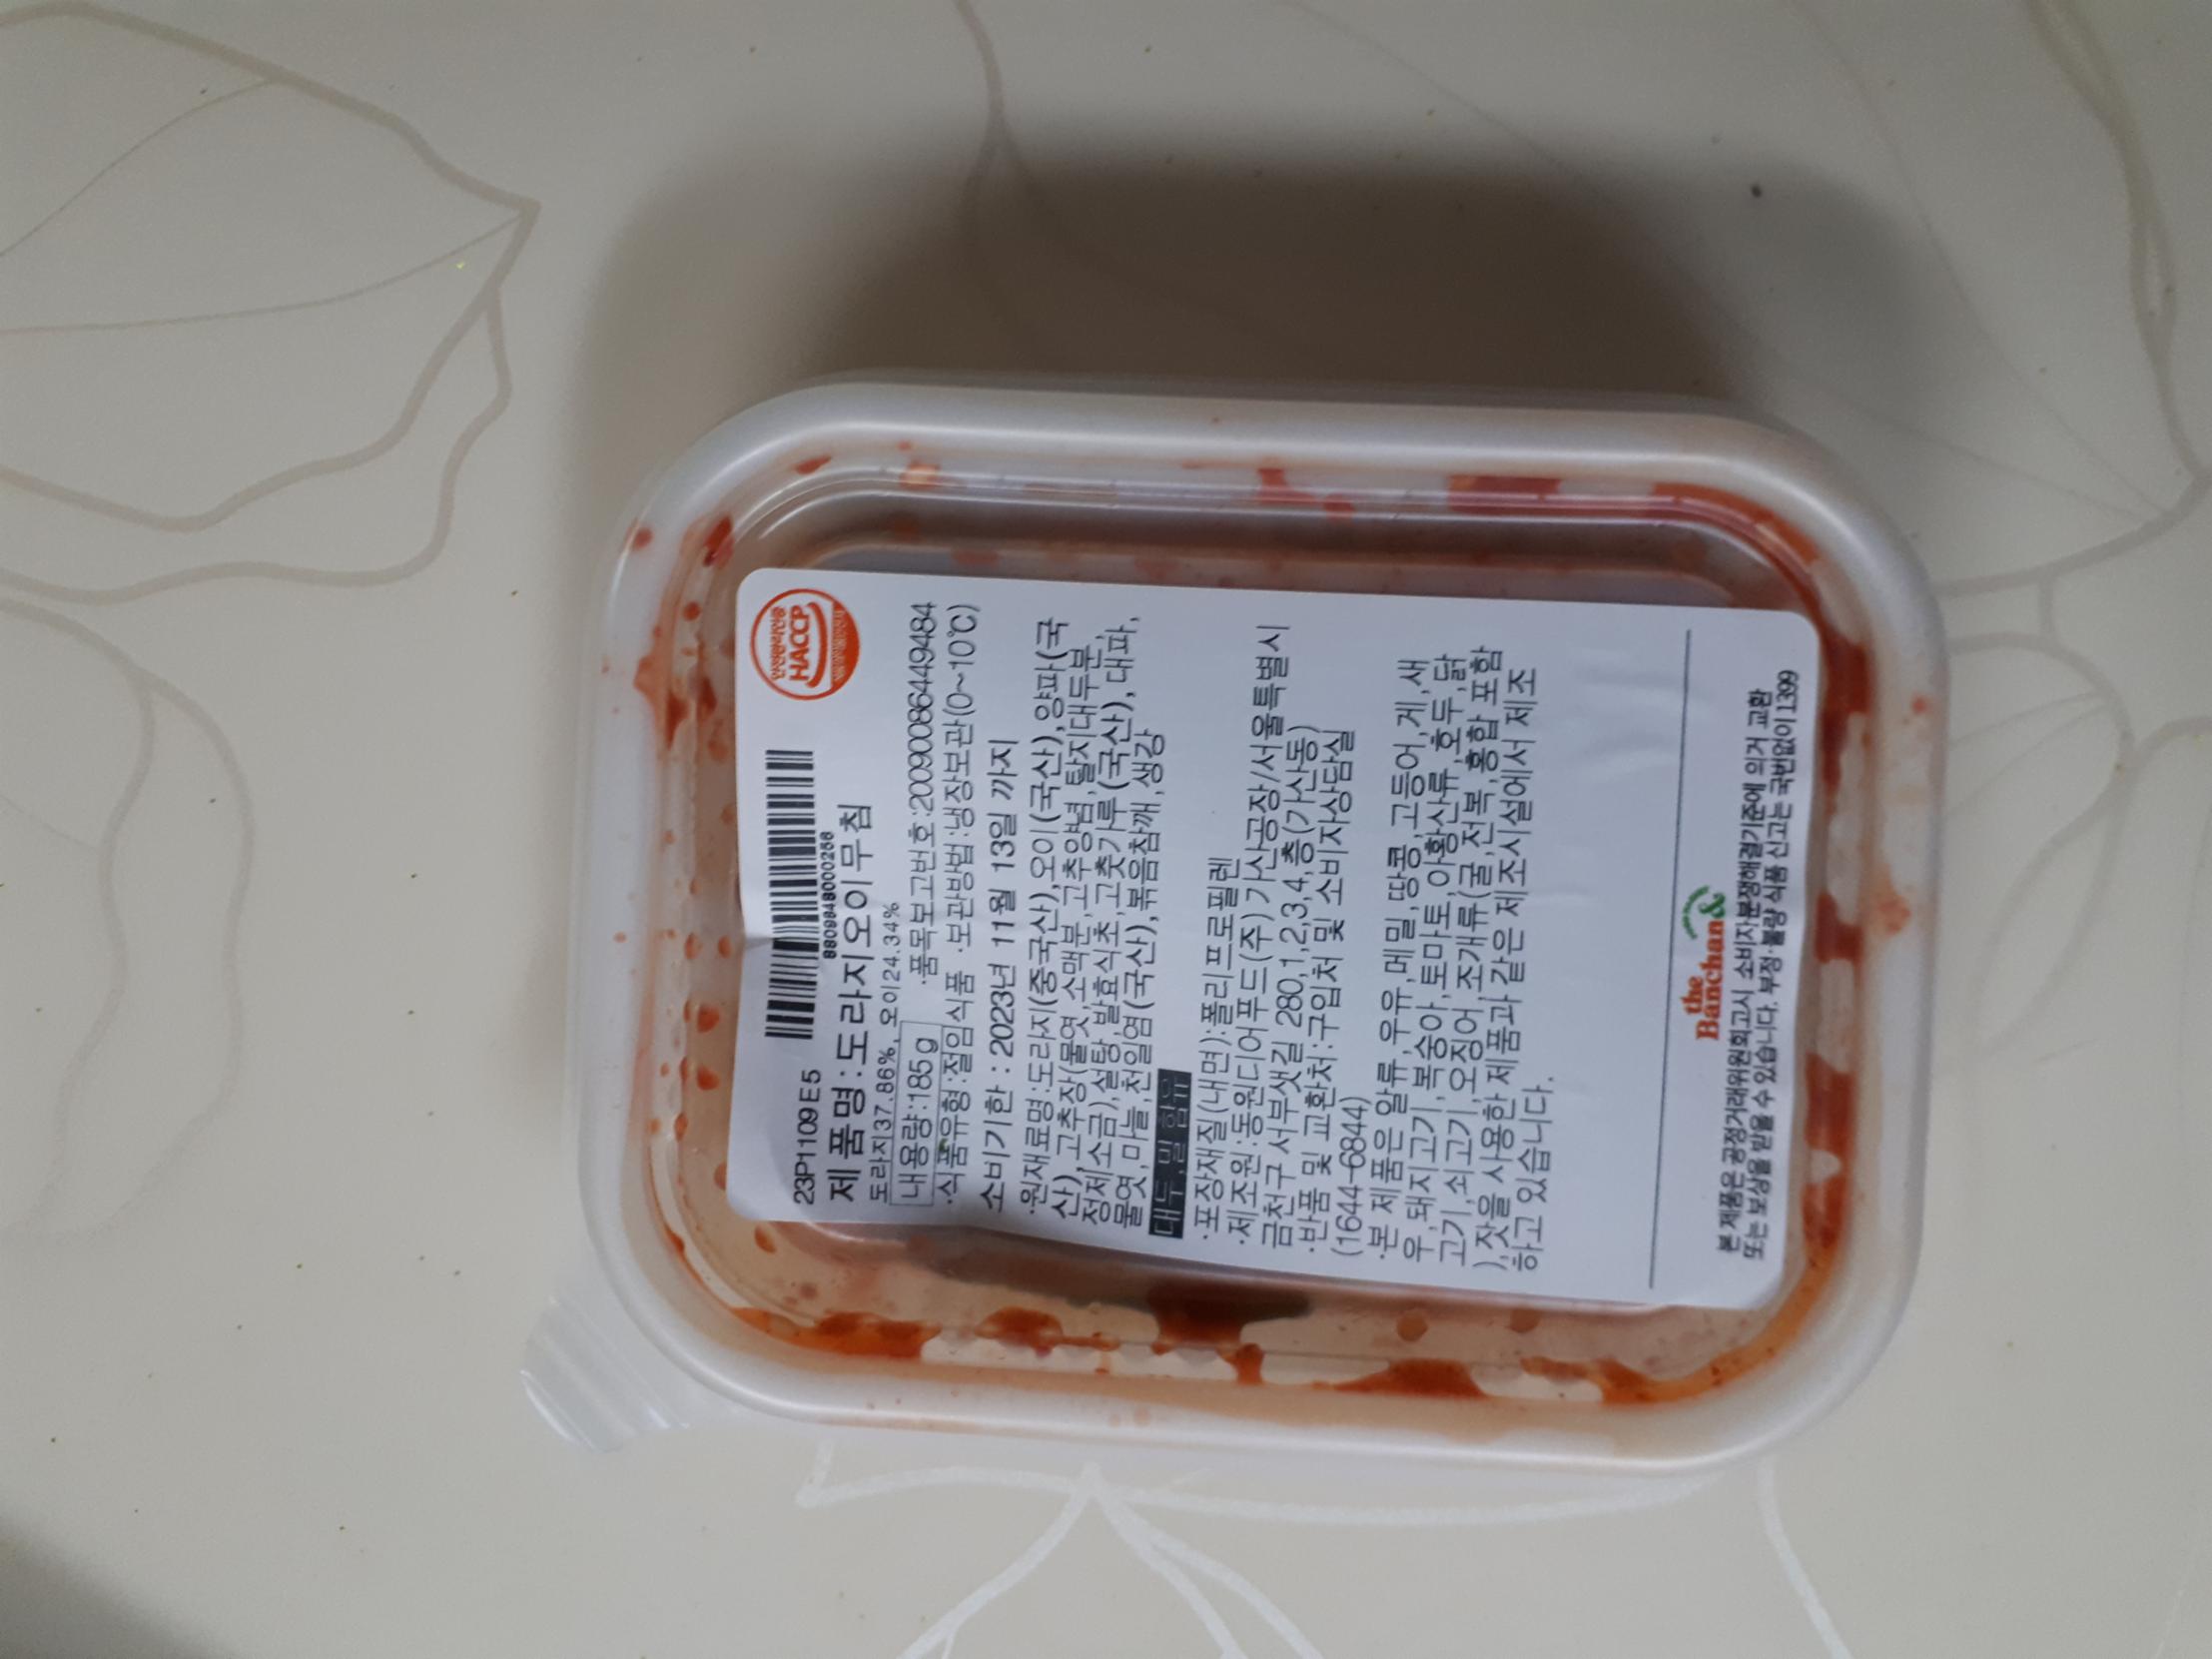 HACCP
23P1109E5
8809848000266
제 품 명 : 도라지오이무침
도라지37.86%, 오이24.34%
내용량:185g
·품목보고번호:2009008644 9484
·식품유형:절임식품 ·보관방법:냉장보관(0~10℃)
소비기한 : 2023년 11월 13일 까지
·원재료명:도라지(중국산),오이(국산),양파(국
산),고추장(물엿,소맥분,고추양념,탈지대두분,
정제소금),설탕,발효식초,고춧가루(국산),대파,
물엿,마늘,천일염(국산),볶음참깨,생강
대두,밀 함유
·포장재질(내면):폴리프로필렌
·제조원:동원디어푸드(주)가산공장/서울특별시
금천구 서부샛길 280,1,2,3,4,층(가산동)
·반품 및 교환처:구입처 및 소비자상담실
(1644-6844)
·본 제품은 알류,우유,메밀,땅콩,고등어,게,새
우,돼지고기,복숭아,토마토,아황산류,호두,닭
고기,쇠고기,오징어,조개류(굴,전복,홍합 포함
),잣을 사용한 제품과 같은 제조시설에서 제조
하고 있습니다.
the
Banchan&
본 제품은 공정거래위원회고시 소비자분쟁해결기준에 의거 교환
또는 보상을 받을 수 있습니다. 부정·불량 식품 신고는 국번없이 1399